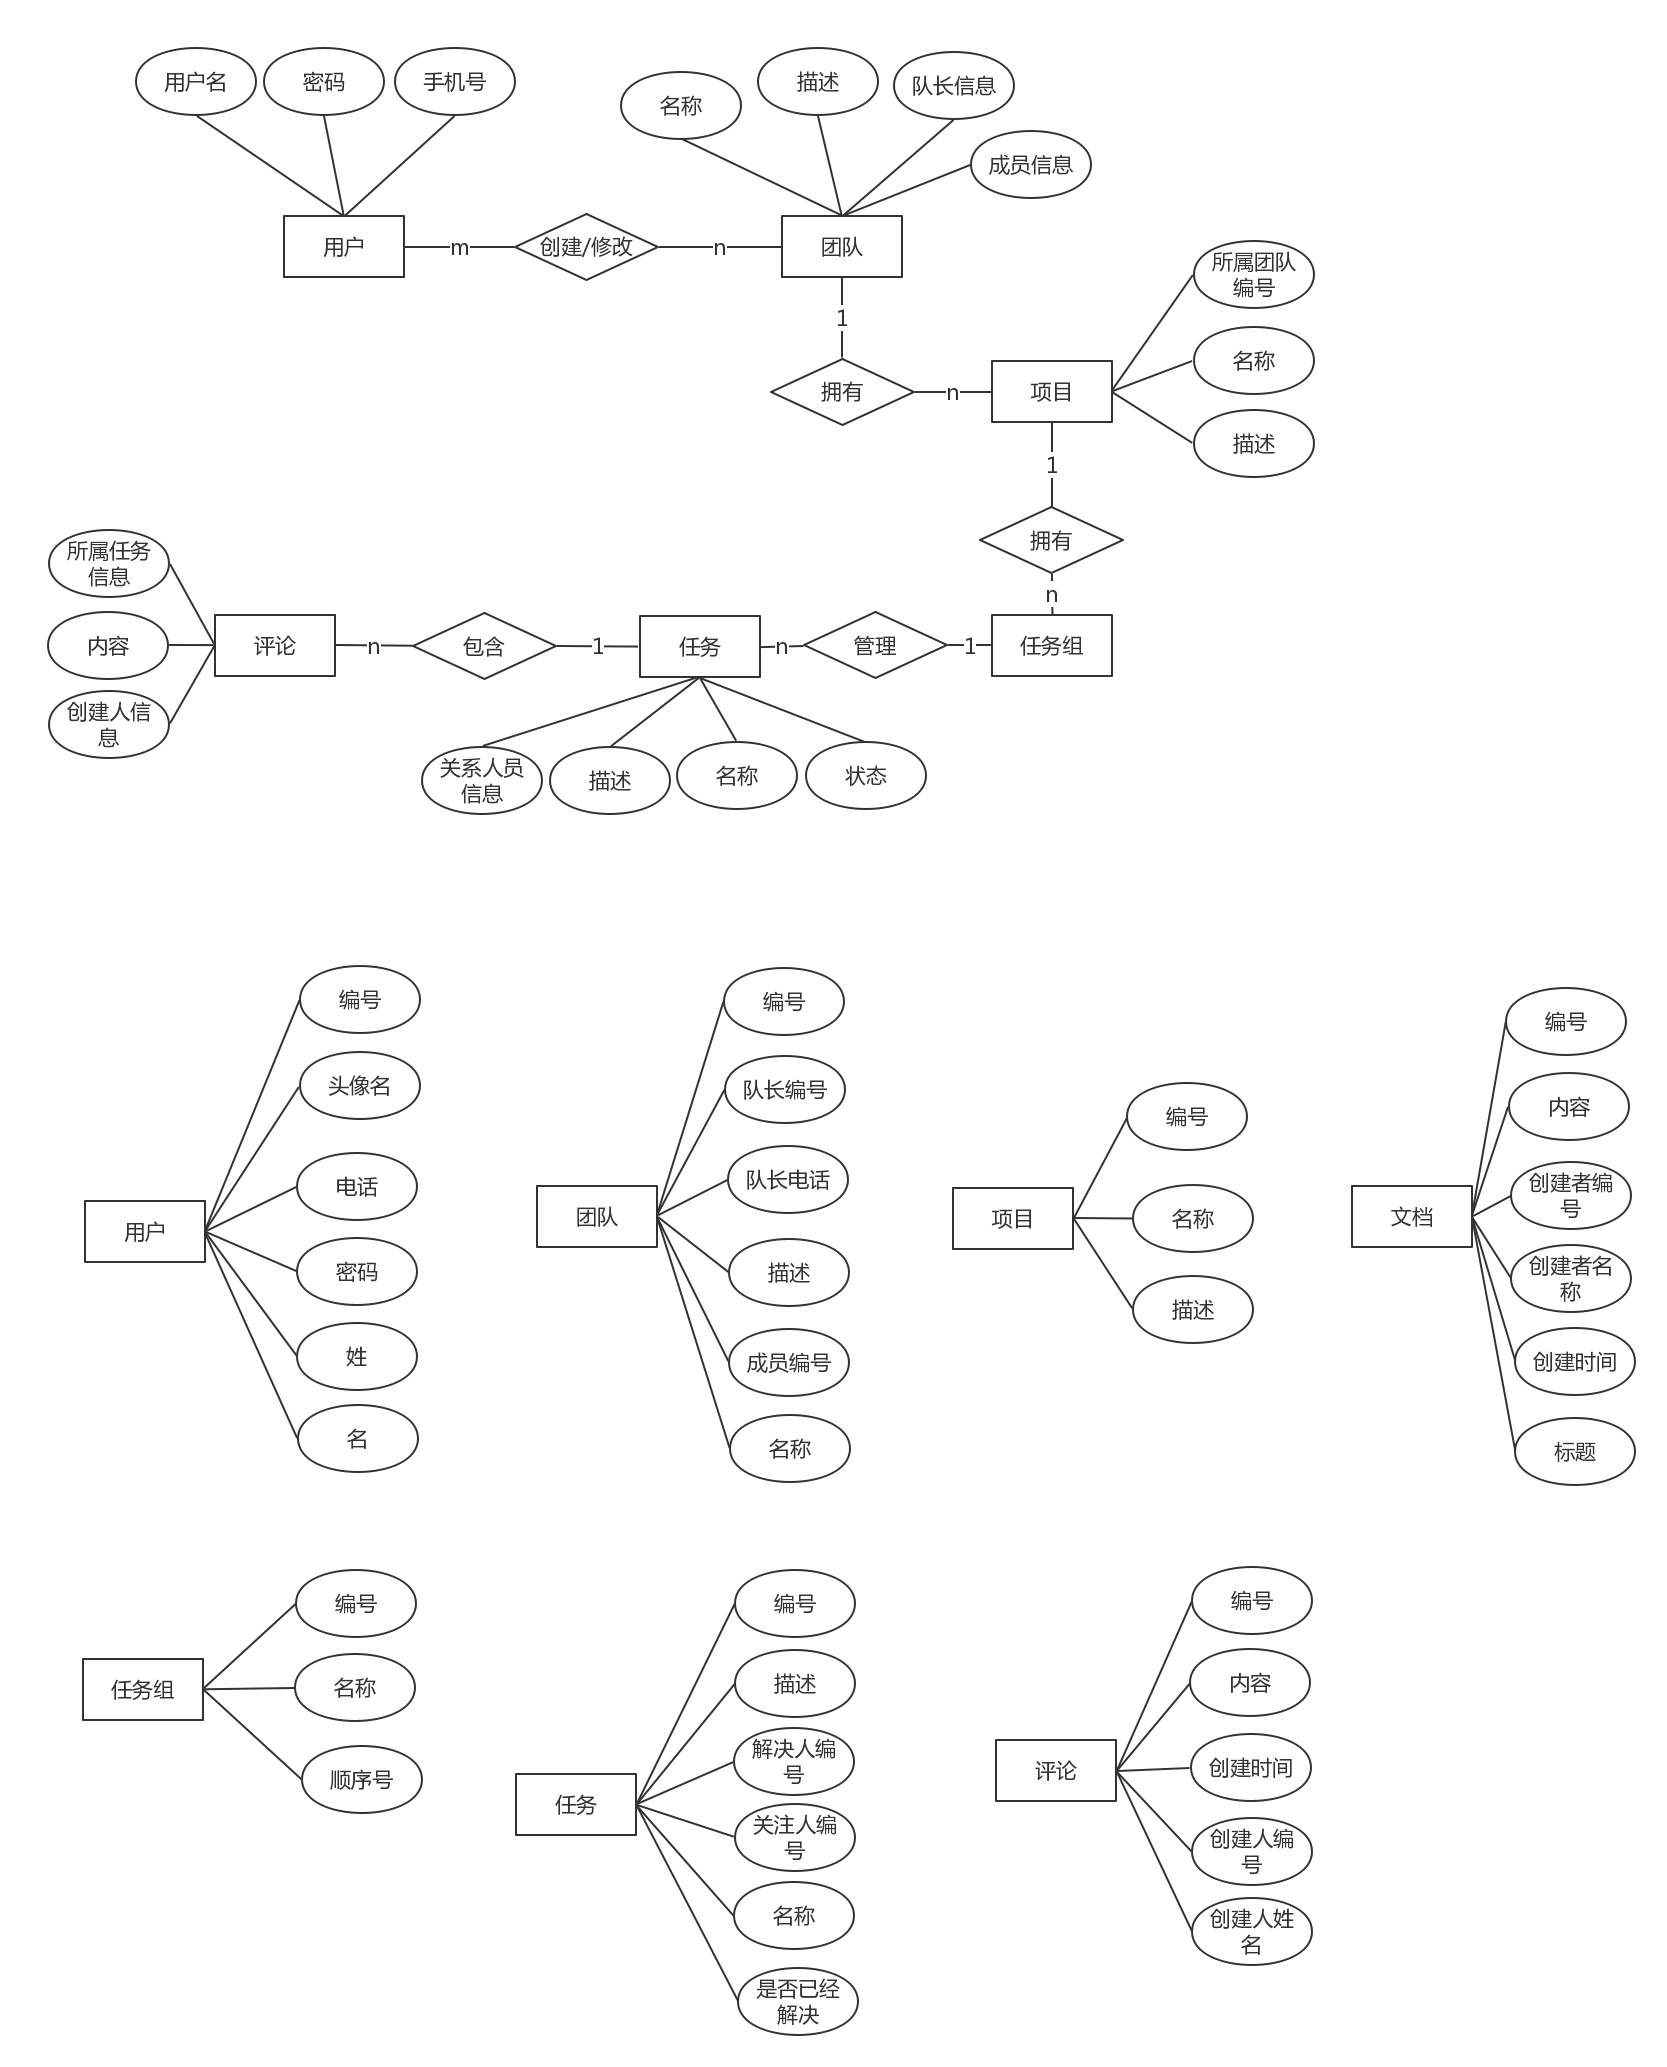 用户名
密码
手机号
名称
描述
队长信息
成员信息
用户
m
创建/修改
n
团队
1
所属团队
编号
名称
描述
拥有
n
项目
1
拥有
n
所属任务
信息
内容
创建人信
息
评论
n
包含
1
任务
n
管理
1
任务组
关系人员
信息
描述
名称
状态
用户
编号
头像名
电话
密码
姓
名
团队
编号
队长编号
队长电话
描述
成员编号
名称
项目
编号
名称
描述
文档
编号
内容
创建者编
号
创建者名
称
创建时间
标题
任务组
编号
名称
顺序号
任务
编号
描述
解决人编
号
关注人编
号
名称
是否已经
解决
评论
编号
内容
创建时间
创建人编
号
创建人姓
名